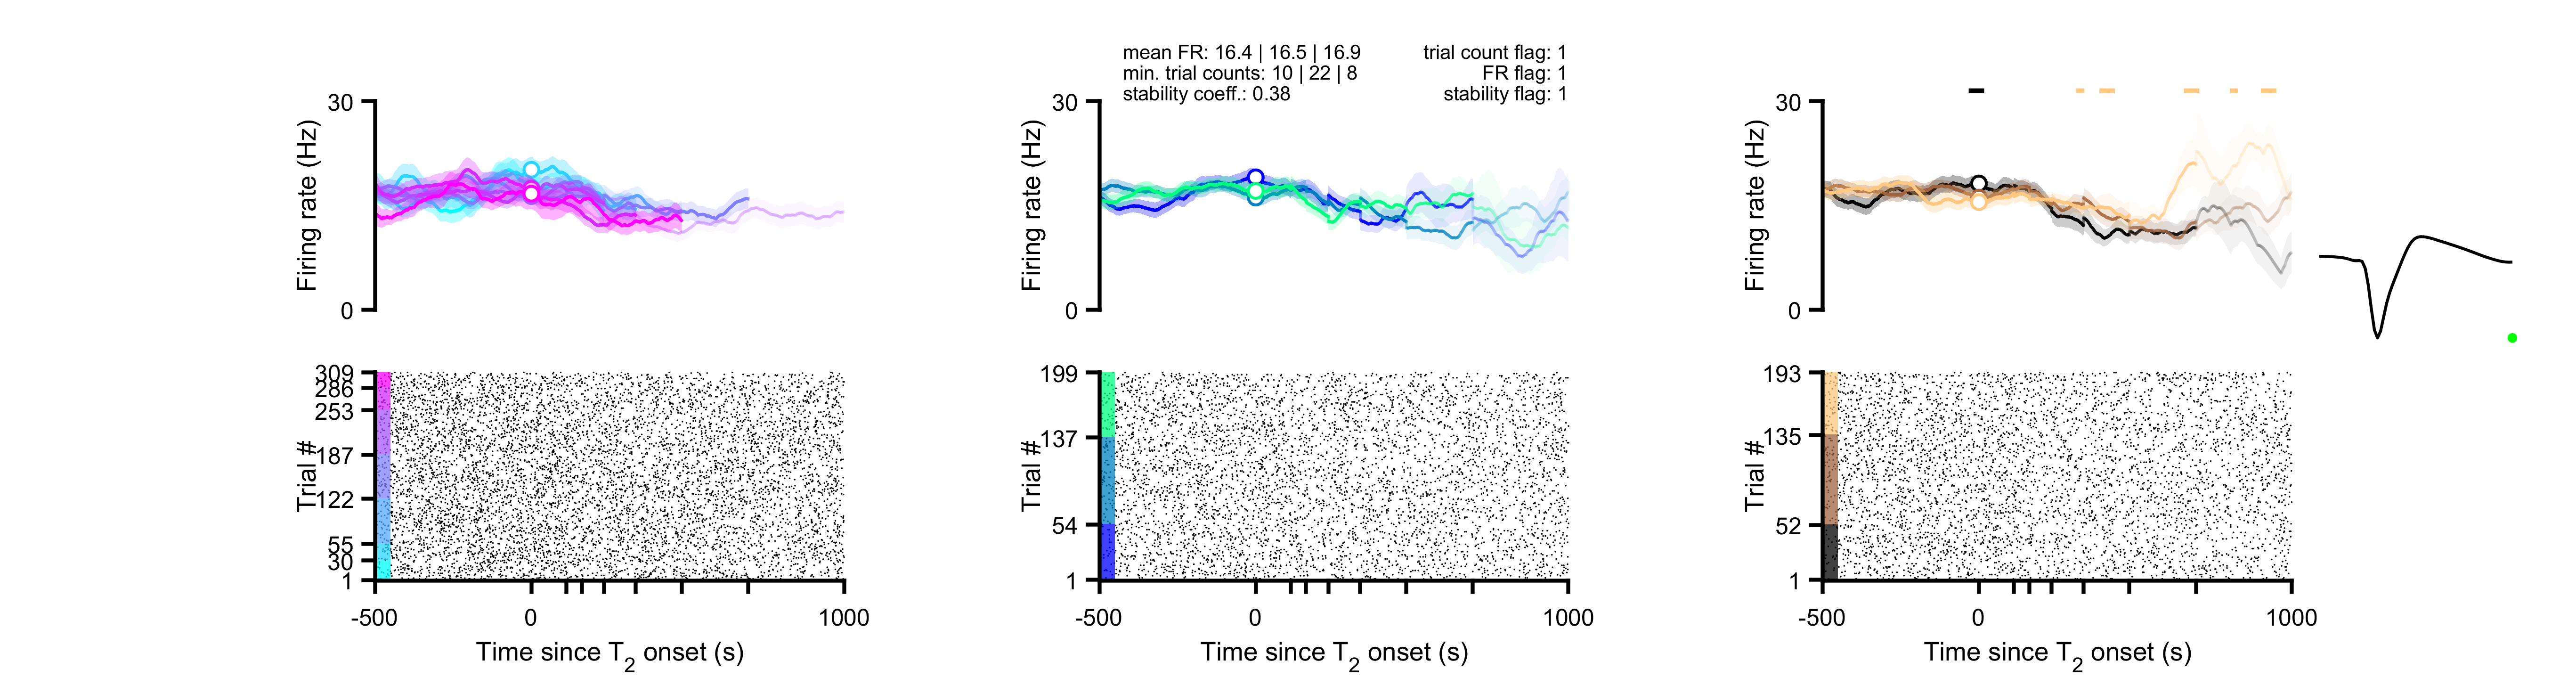 mean FR: 16.4 | 16.5 | 16.9
min. trial counts: 10 | 22 | 8
stability coeff.: 0.38
trial count flag: 1
FR flag: 1
stability flag: 1
30
Firing rate (Hz)
0
30
Firing rate (Hz)
0
30
Firing rate (Hz)
0
309
286
253
187
122
55
30
1
Trial #
-500
0
1000
Time since T2 onset (s)
199
137
54
1
Trial #
-500
0
1000
Time since T2 onset (s)
193
135
52
1
Trial #
-500
0
1000
Time since T2 onset (s)